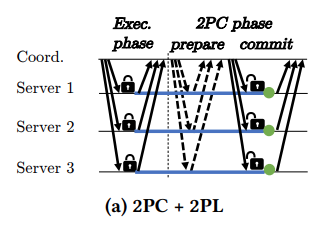 Exec. 2PC phase
phase prepare commit
Coord.
Server 1
Server 2
Server 3
(a) 2PC + 2PL